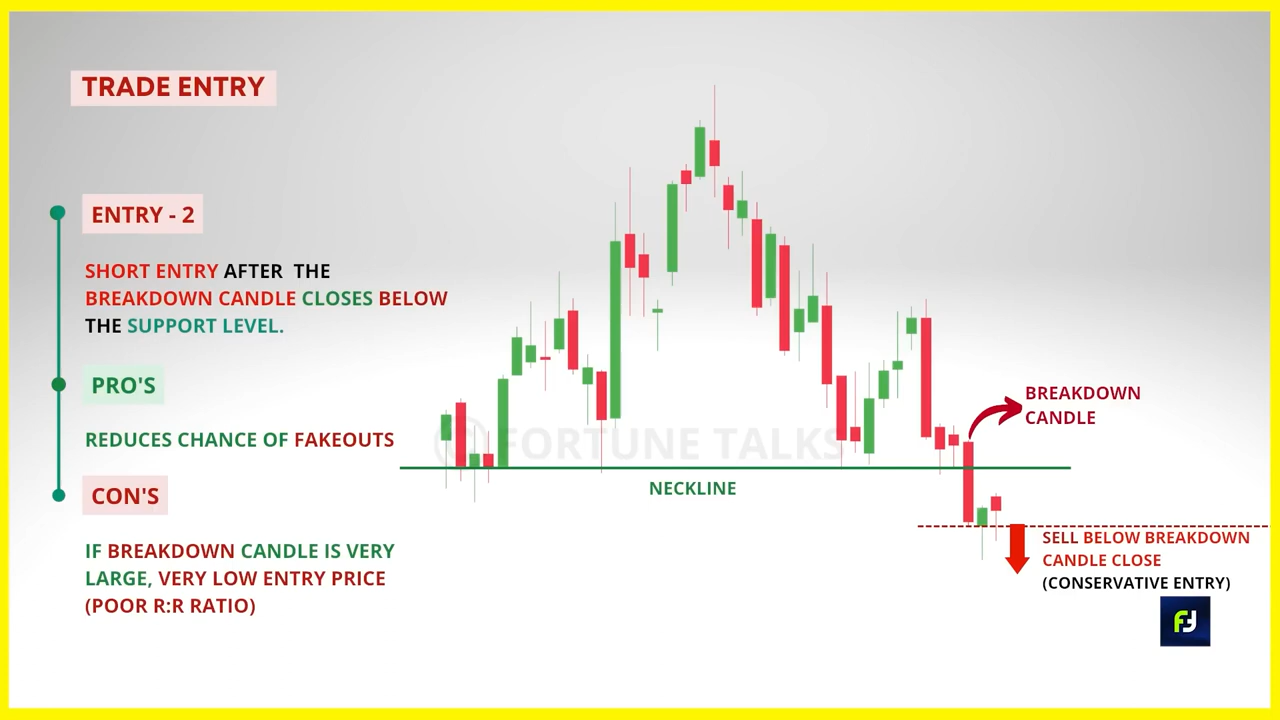 TRADE ENTRY
ENTRY - 2
SHORT ENTRY AFTER THE
BREAKDOWN CANDLE CLOSES BELOW
THE SUPPORT LEVEL.
PRO'S
REDUCES CHANCE OF FAKEOUTS
CON'S
IF BREAKDOWN CANDLE IS VERY
LARGE, VERY LOW ENTRY PRICE
(POOR R:R RATIO)
© FORTUNE TALKS
NECKLINE
BREAKDOWN
CANDLE
SELL BELOW BREAKDOWN
CANDLE CLOSE
(CONSERVATIVE ENTRY)